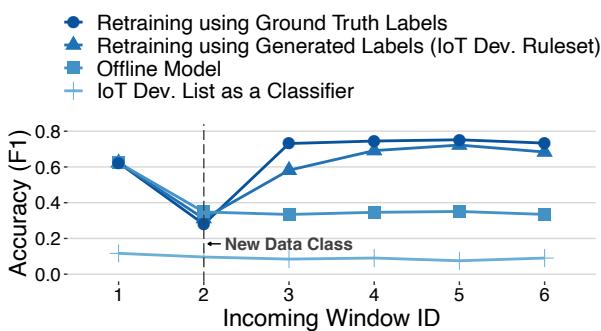 Retraining using Ground Truth Labels
Retraining using Generated Labels (IoT Dev. Ruleset)
Offline Model
IoT Dev. List as a Classifier
Accuracy (F1)
0.8
0.6
0.4
0.2
0.0
New Data Class
1 2 3 4 5 6
Incoming Window ID